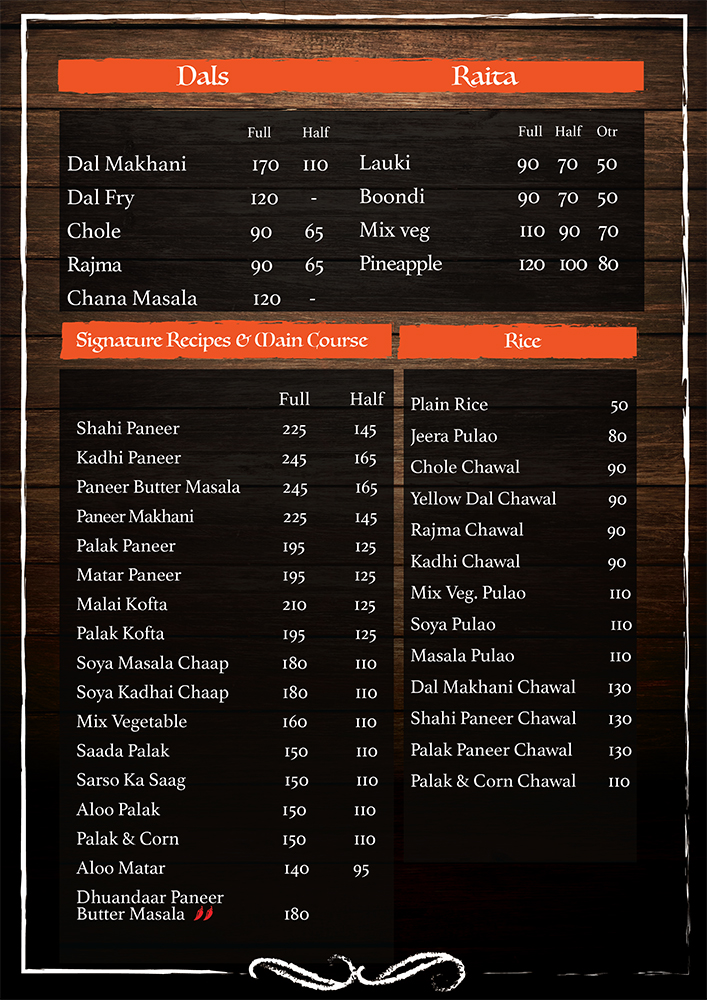 Dals
Raita
Full Half
Dal Makhani 170 110
Dal Fry 120 -
Chole 90 65
Rajma 90 65
Chana Masala 120 -
Full Half Qtr
Lauki 90 70 50
Boondi 90 70 50
Mix veg 110 90 70
Pineapple 120 100 80
Signature Recipes & Main Course
Full Half
Shahi Paneer 225 145
Kadhi Paneer 245 165
Paneer Butter Masala 245 165
Paneer Makhani 225 145
Palak Paneer 195 125
Matar Paneer 195 125
Malai Kofta 210 125
Palak Kofta 195 125
Soya Masala Chaap 180 110
Soya Kadhai Chaap 180 110
Mix Vegetable 160 110
Saada Palak 150 110
Sarso Ka Saag 150 110
Aloo Palak 150 110
Palak & Corn 150 110
Aloo Matar 140 95
Dhuandaar Paneer
Butter Masala 180
Rice
Plain Rice 50
Jeera Pulao 80
Chole Chawal 90
Yellow Dal Chawal 90
Rajma Chawal 90
Kadhi Chawal 90
Mix Veg. Pulao 110
Soya Pulao 110
Masala Pulao 110
Dal Makhani Chawal 130
Shahi Paneer Chawal 130
Palak Paneer Chawal 130
Palak & Corn Chawal 110